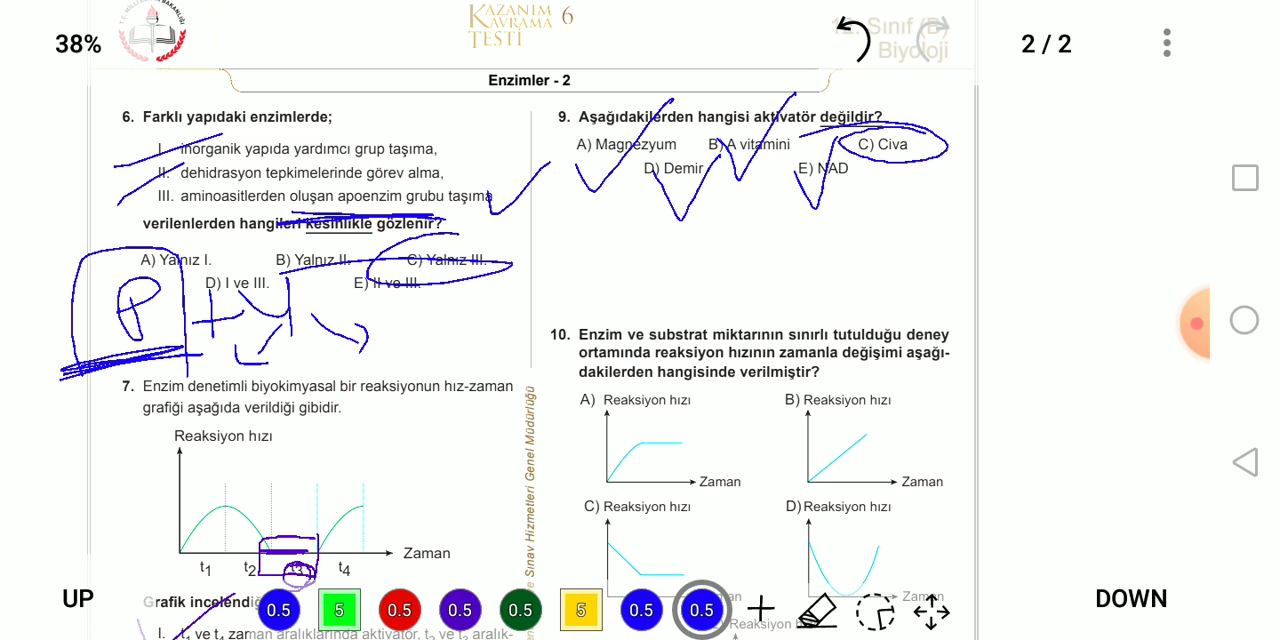 38%
T.C. MİLLÎ EĞİTİM BAKANLIĞI
KAZANIM
KAVRAMA
TESTİ
6
12. Sınıf (B)
Biyoloji
2 / 2
Enzimler - 2
6. Farklı yapıdaki enzimlerde;
I. inorganik yapıda yardımcı grup taşıma,
II. dehidrasyon tepkimelerinde görev alma,
III. aminoasitlerden oluşan apoenzim grubu taşıma
verilenlerden hangileri kesinlikle gözlenir?
A) Yalnız I.
B) Yalnız II.
C) Yalnız III.
D) I ve III.
E) II ve III.
P + y
7. Enzim denetimli biyokimyasal bir reaksiyonun hız-zaman
grafiği aşağıda verildiği gibidir.
Reaksiyon hızı
Zaman
t1 t2 t3 t4
Grafik
I. t1 ve t4 zaman aralıklarında aktivatör, t2 ve t3 aralık-
Sınav Hizmetleri Genel Müdürlüğü
9. Aşağıdakilerden hangisi aktivatör değildir?
A) Magnezyum
B) A vitamini
C) Civa
D) Demir
E) NAD
10. Enzim ve substrat miktarının sınırlı tutulduğu deney
ortamında reaksiyon hızının zamanla değişimi aşağı-
dakilerden hangisinde verilmiştir?
A) Reaksiyon hızı
Zaman
B) Reaksiyon hızı
Zaman
C) Reaksiyon hızı
D) Reaksiyon hızı
Reaksiyon
UP
0.5
5
0.5
0.5
0.5
5
0.5
0.5
DOWN